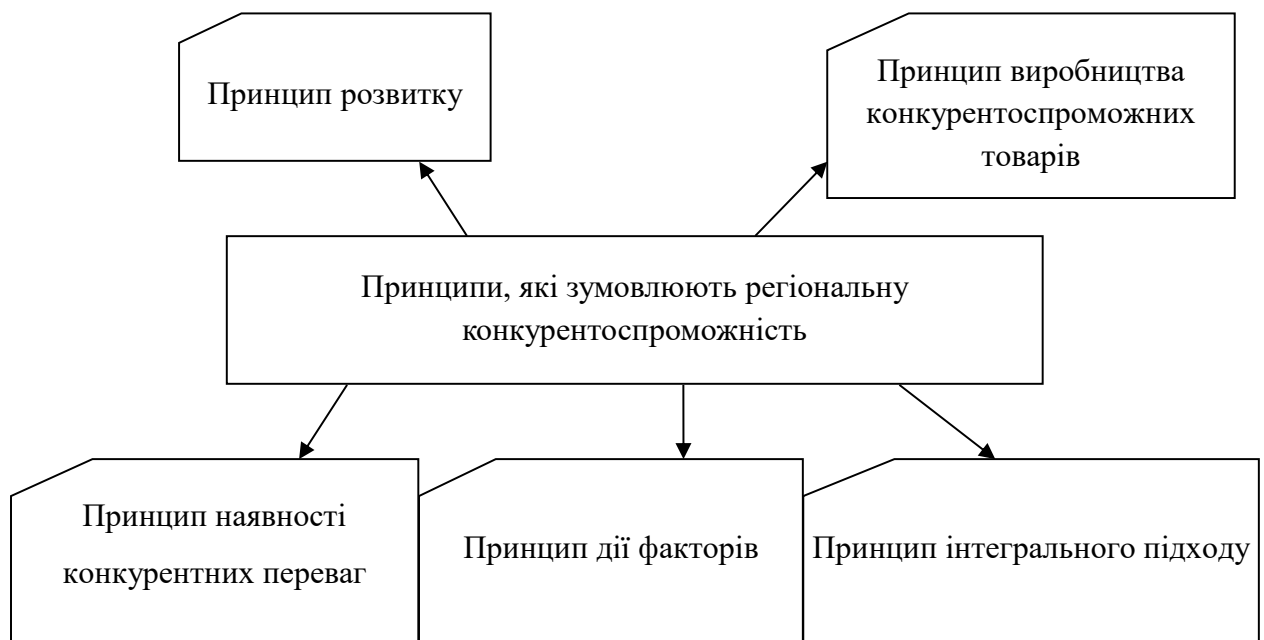 Принцип розвитку
Принцип виробництва
конкурентоспроможних
товарів
Принципи, які зумовлюють регіональну
конкурентоспроможність
Принцип наявності
конкурентних переваг
Принцип дії факторів
Принцип інтегрального підходу